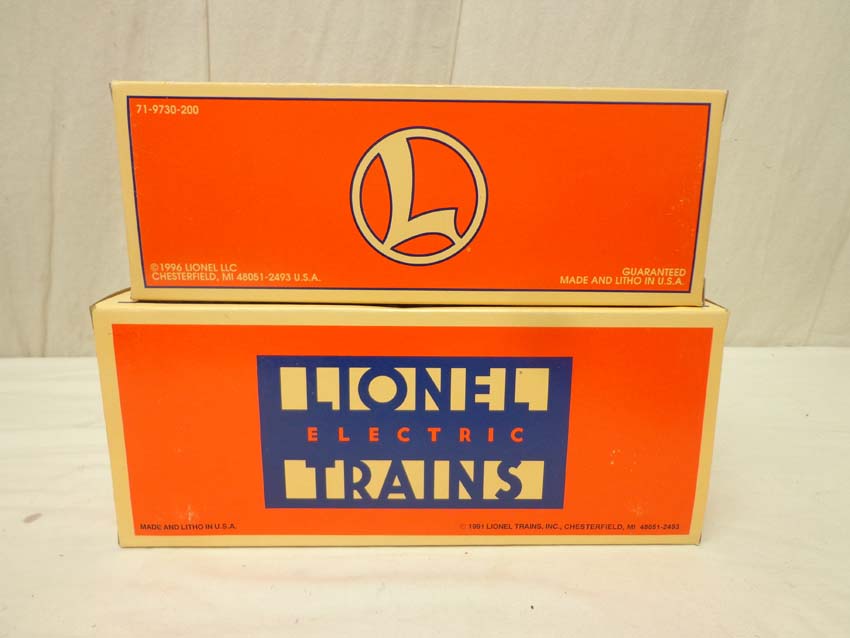 71-9730-200
L
©1996 LIONEL LLC
CHESTERFIELD, MI 48051-2493 U.S.A.
GUARANTEED
MADE AND LITHO IN U.S.A.
LIONEL
ELECTRIC
TRAINS
MADE AND LITHO IN U.S.A.
© 1991 LIONEL TRAINS, INC., CHESTERFIELD, MI 48051-2493